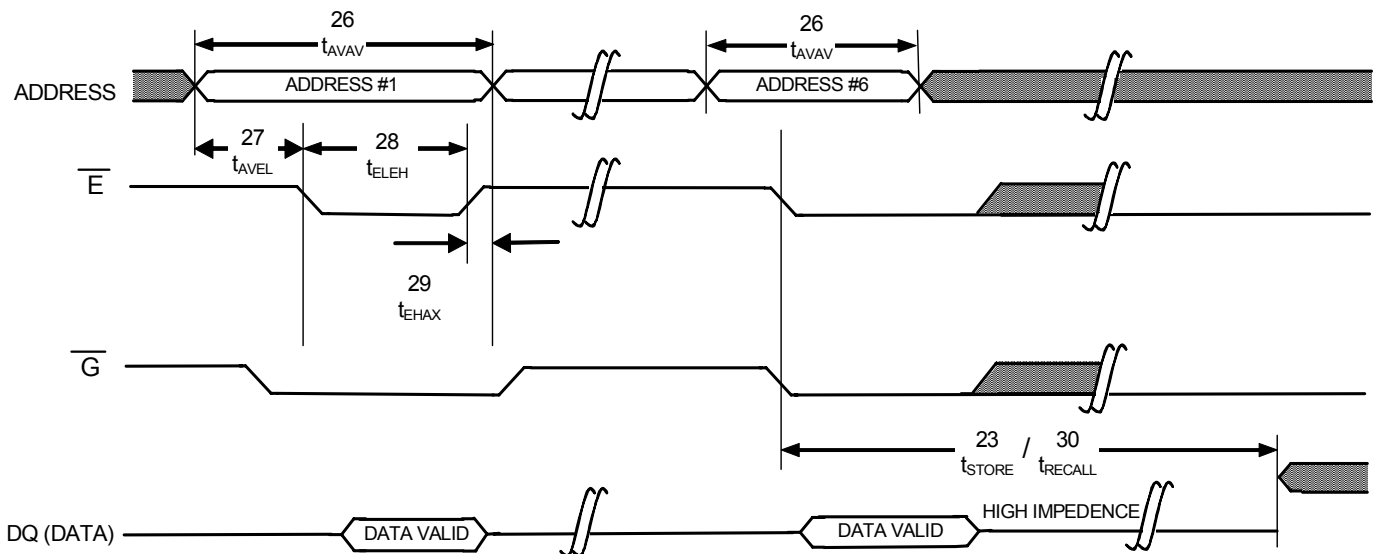 26
tAVAV
26
tAVAV
ADDRESS
ADDRESS #1
ADDRESS #6
27
tAVEL
28
tELEH
E
29
tEHAX
G
23 / 30
tSTORE tRECALL
HIGH IMPEDENCE
DQ (DATA)
DATA VALID
DATA VALID